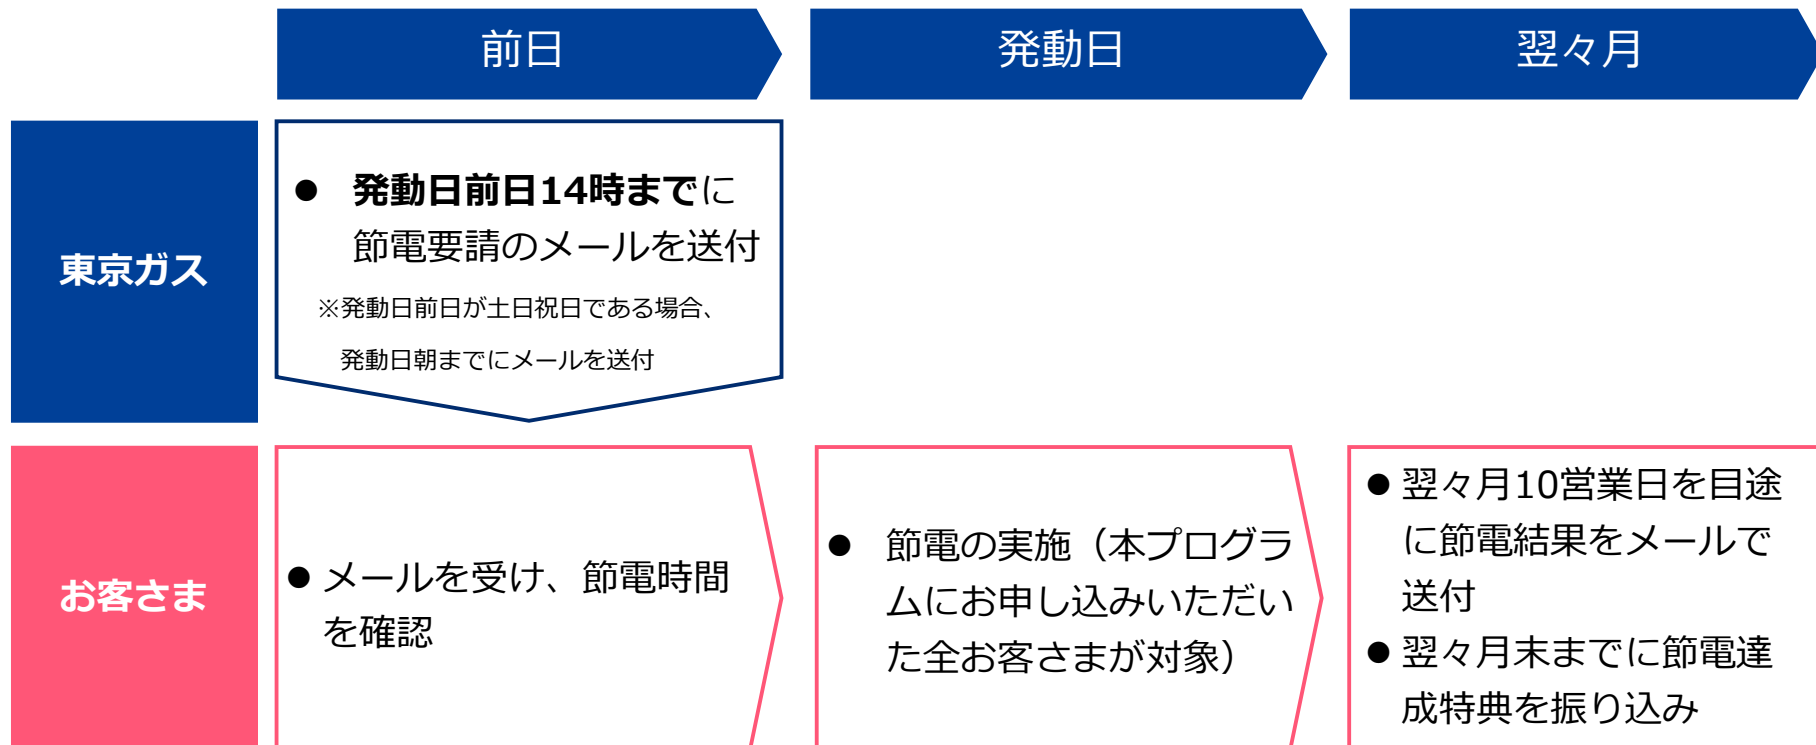 前日
発動日
翌々月
東京ガス
● 発動日前日14時までに
節電要請のメールを送付
※発動日前日が土日祝日である場合、
発動日朝までにメールを送付
お客さま
● メールを受け、節電時間
を確認
● 節電の実施（本プログラ
ムにお申し込みいただい
た全お客さまが対象）
● 翌々月10営業日を目途
に節電結果をメールで
送付
● 翌々月末までに節電達
成特典を振り込み